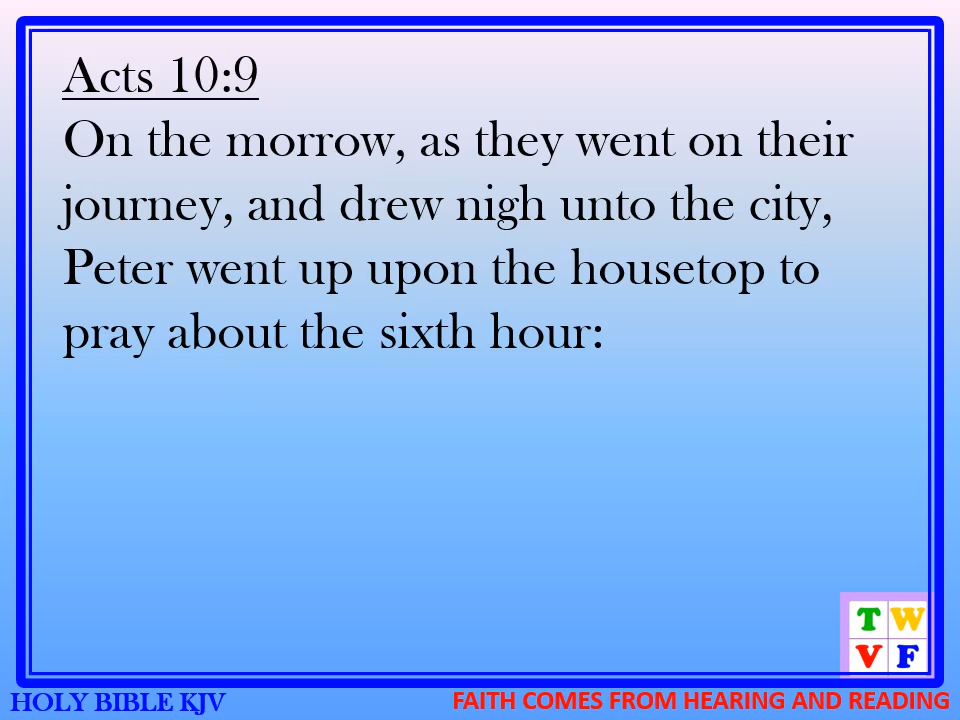 Acts 10:9
On the morrow, as they went on their
journey, and drew nigh unto the city,
Peter went up upon the housetop to
pray about the sixth hour:
T W
V F
HOLY BIBLE KJV
FAITH COMES FROM HEARING AND READING